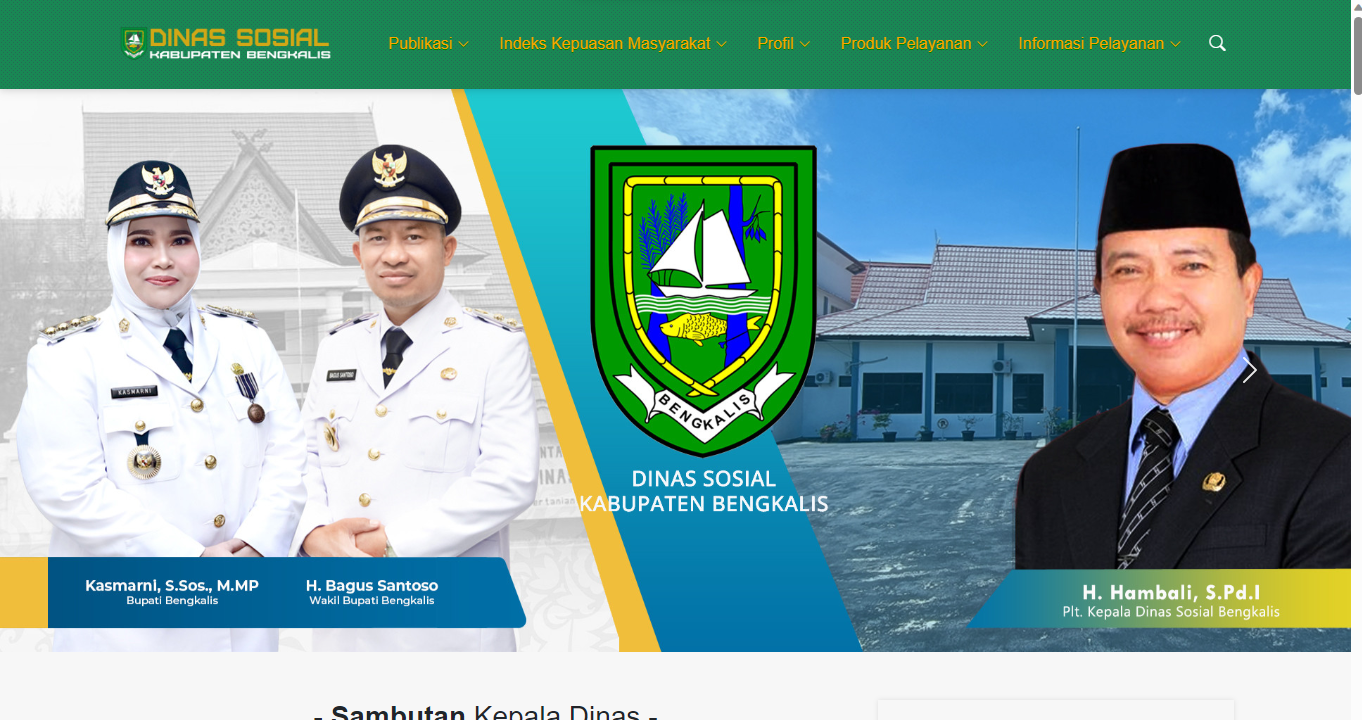 DINAS SOSIAL
KABUPATEN BENGKALIS
Publikasi
Indeks Kepuasan Masyarakat
Profil
Produk Pelayanan
Informasi Pelayanan
KASMARNI
BAGUS SANTOSO
BENGKALIS
DINAS SOSIAL
KABUPATEN BENGKALIS
Kasmarni, S.Sos., M.MP
Bupati Bengkalis
H. Bagus Santoso
Wakil Bupati Bengkalis
H. Hambali, S.Pd.I
Plt. Kepala Dinas Sosial Bengkalis
- Sambutan Kepala Dinas -